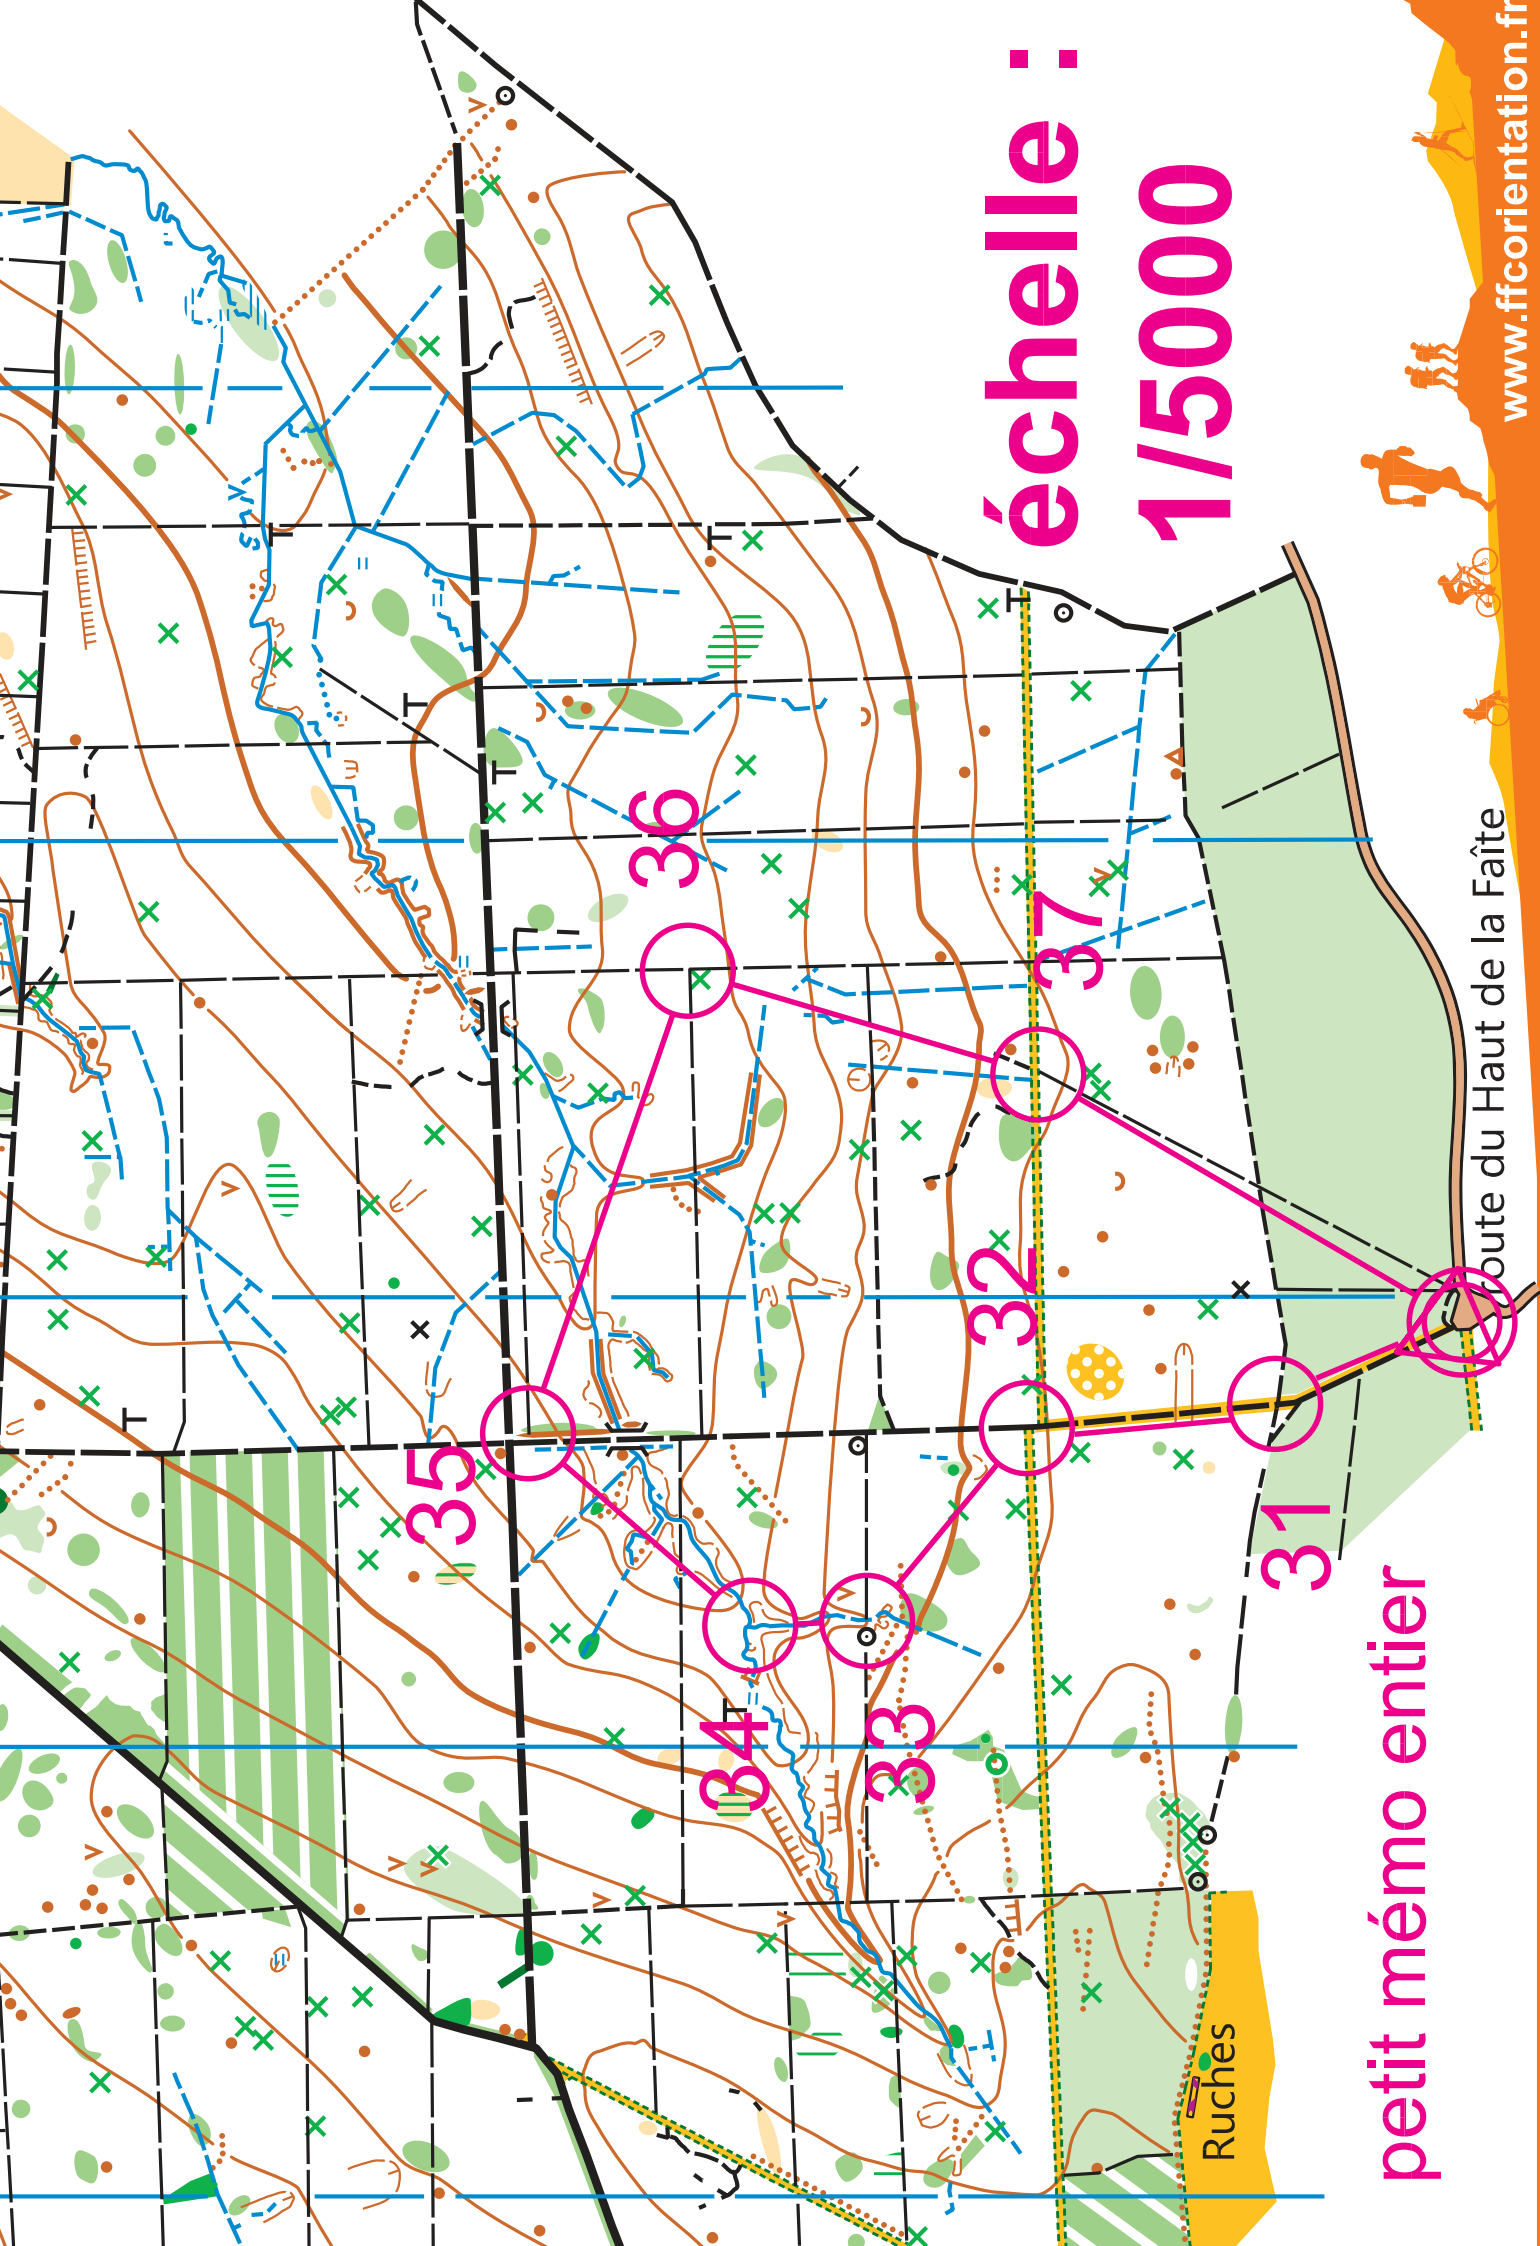 échelle :
1/5000
www.ffcorientation.fr
36
37
oute du Haut de la Faîte
32
35
31
34
33
Ruches
petit mémo entier